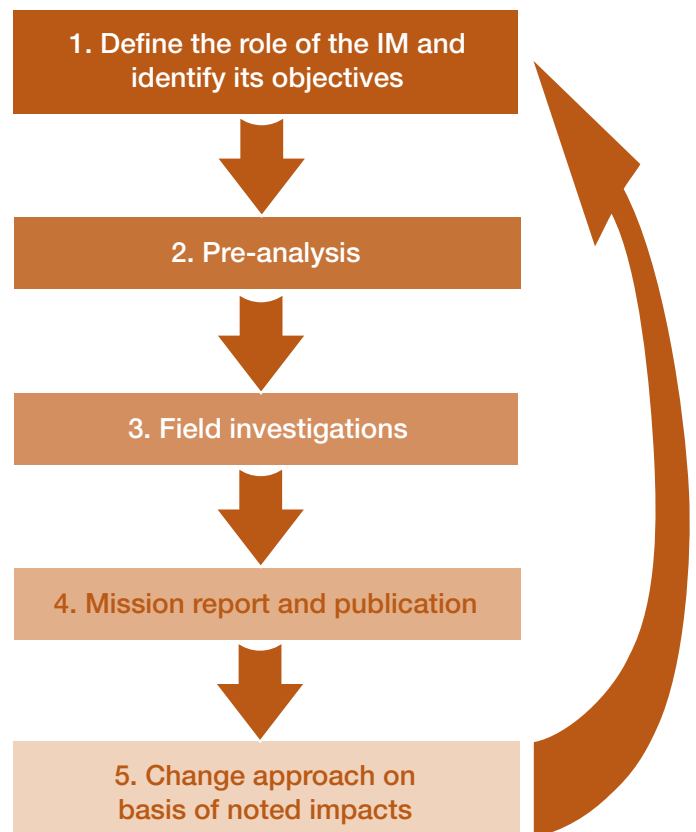 1. Define the role of the IM and
identify its objectives
2. Pre-analysis
3. Field investigations
4. Mission report and publication
5. Change approach on
basis of noted impacts